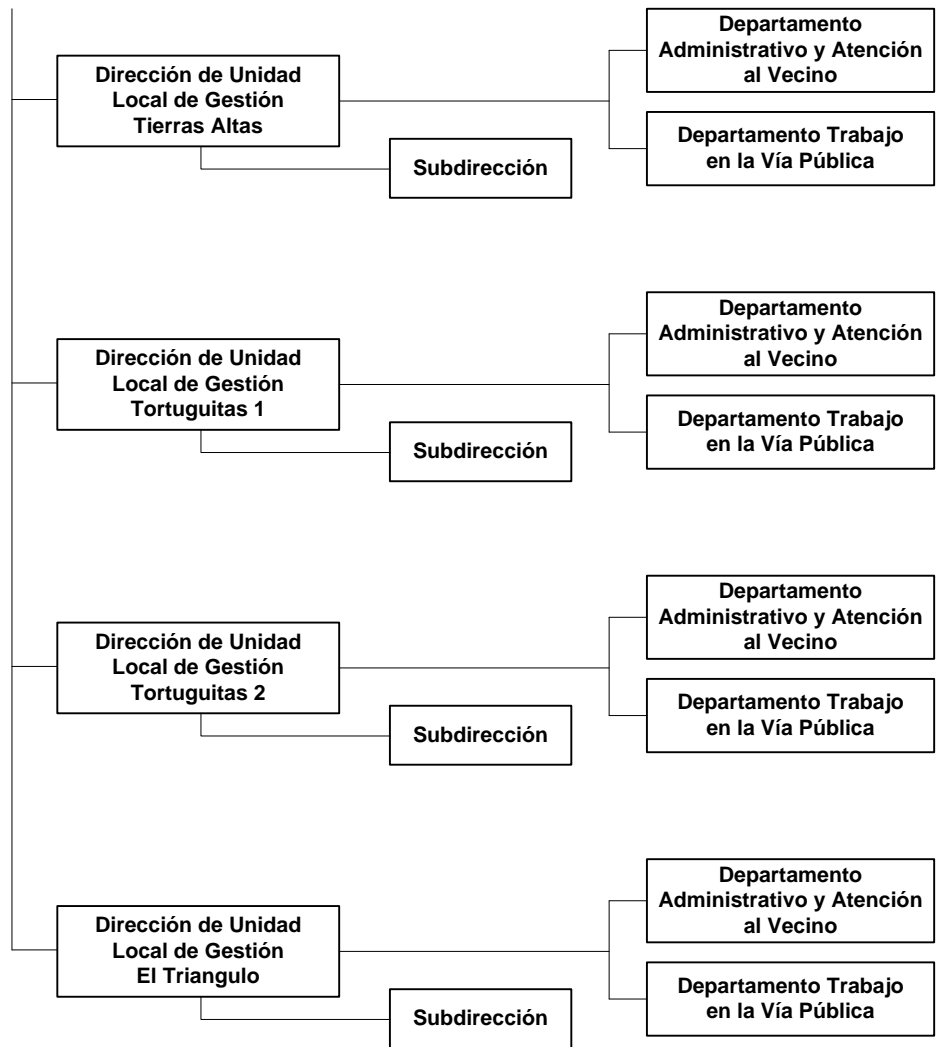 Departamento
Administrativo y Atención
al Vecino
Dirección de Unidad
Local de Gestión
Tierras Altas
Departamento Trabajo
en la Vía Pública
Subdirección
Departamento
Administrativo y Atención
al Vecino
Dirección de Unidad
Local de Gestión
Tortuguitas 1
Departamento Trabajo
en la Vía Pública
Subdirección
Departamento
Administrativo y Atención
al Vecino
Dirección de Unidad
Local de Gestión
Tortuguitas 2
Departamento Trabajo
en la Vía Pública
Subdirección
Departamento
Administrativo y Atención
al Vecino
Dirección de Unidad
Local de Gestión
El Triangulo
Departamento Trabajo
en la Vía Pública
Subdirección